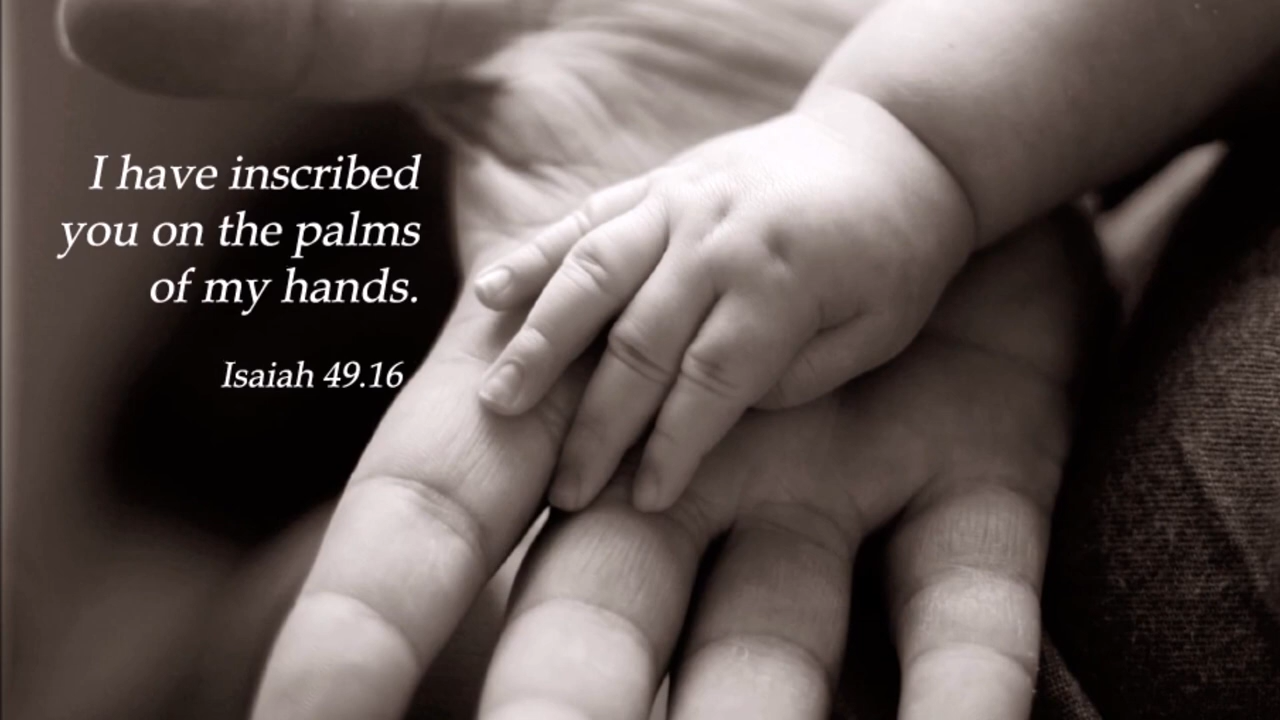 I have inscribed
you on the palms
of my hands.
Isaiah 49.16